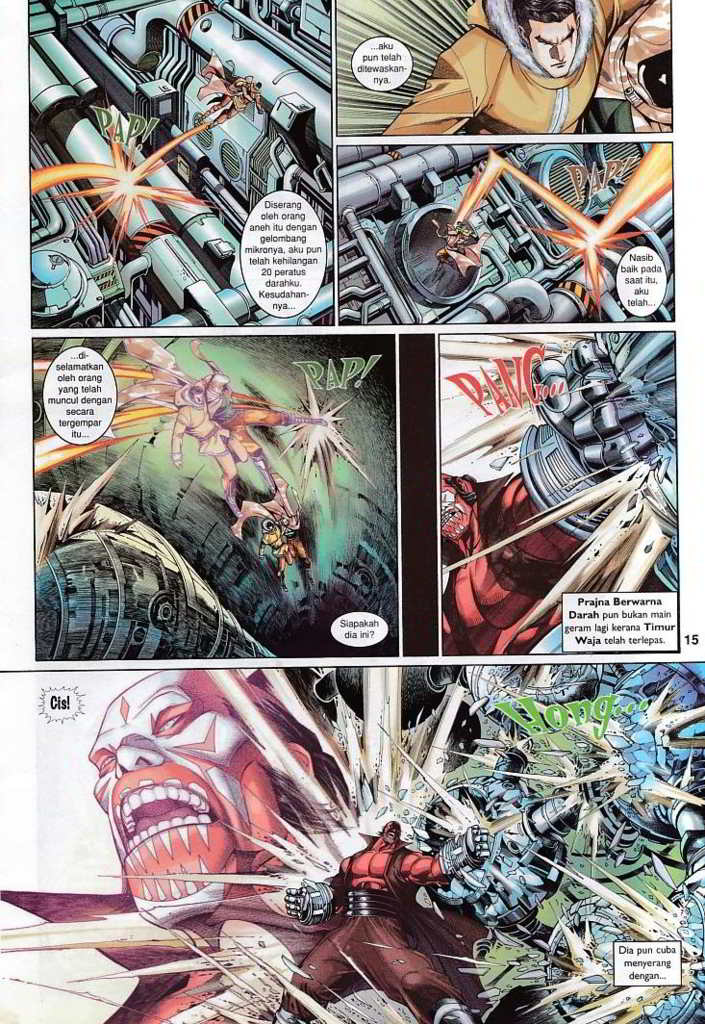 PAP!
Diserang
oleh orang
aneh itu dengan
gelombang
mikronya, aku pun
telah kehilangan
20 peratus
darahku.
Kesudahan-
nya...
...aku
pun telah
ditewaskan-
nya.
PAP!
Nasib
baik pada
saat itu,
aku
telah...
...di-
selamatkan
oleh orang
yang telah
muncul dengan
secara
tergempar
itu...
PAP!
Siapakah
dia ini?
PANG...
Prajna Berwarna
Darah pun bukan main
geram lagi kerana Timur
Waja telah terlepas.
15
Cis!
Hong...
Dia pun cuba
menyerang
dengan...